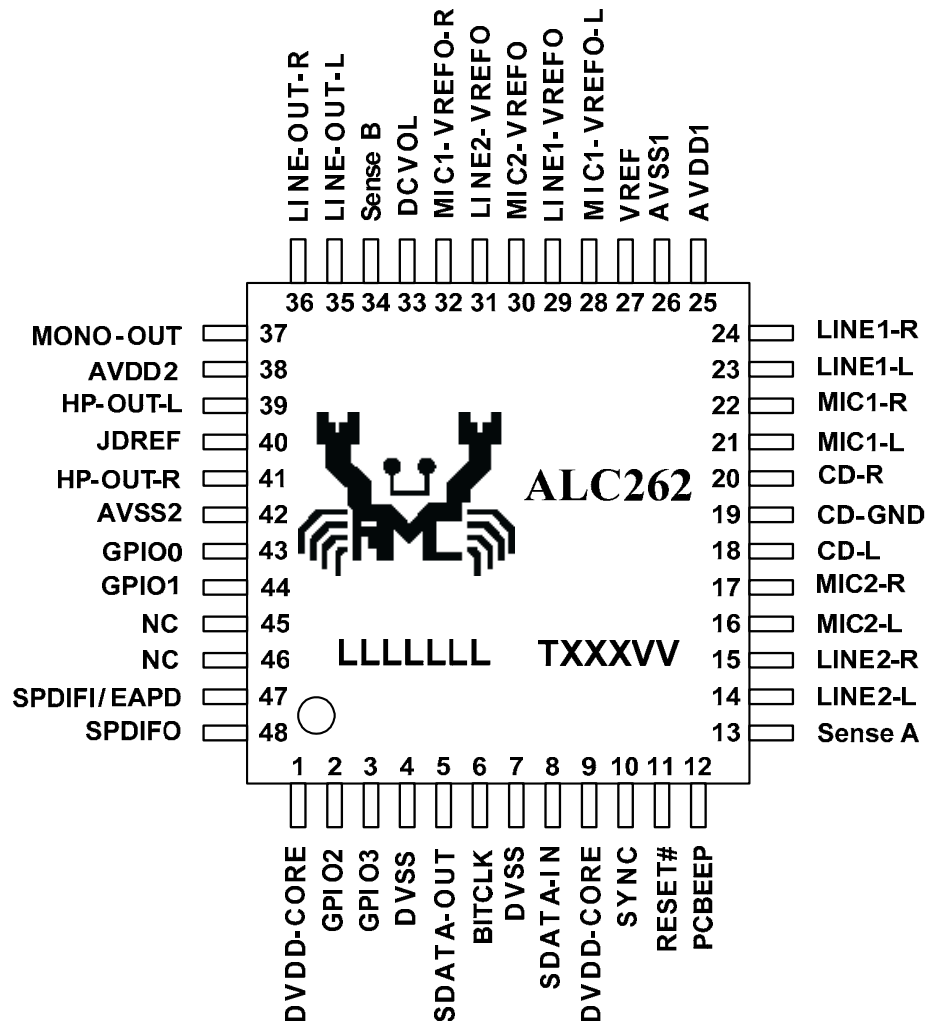 LINE-OUT-R
LINE-OUT-L
Sense B
DCVOL
MIC1-VREFO-R
LINE2-VREFO
MIC2-VREFO
LINE1-VREFO
MIC1-VREFO-L
VREF
AVSS1
AVDD1
36 35 34 33 32 31 30 29 28 27 26 25
MONO-OUT 37
AVDD2 38
HP-OUT-L 39
JDREF 40
HP-OUT-R 41
AVSS2 42
GPIO0 43
GPIO1 44
NC 45
NC 46
SPDIFI/EAPD 47
SPDIFO 48
ALC262
LLLLLLL TXXXVV
24 LINE1-R
23 LINE1-L
22 MIC1-R
21 MIC1-L
20 CD-R
19 CD-GND
18 CD-L
17 MIC2-R
16 MIC2-L
15 LINE2-R
14 LINE2-L
13 Sense A
1 2 3 4 5 6 7 8 9 10 11 12
DVDD-CORE
GPIO2
GPIO3
DVSS
SDATA-OUT
BITCLK
DVSS
SDATA-IN
DVDD-CORE
SYNC
RESET#
PCBEEP